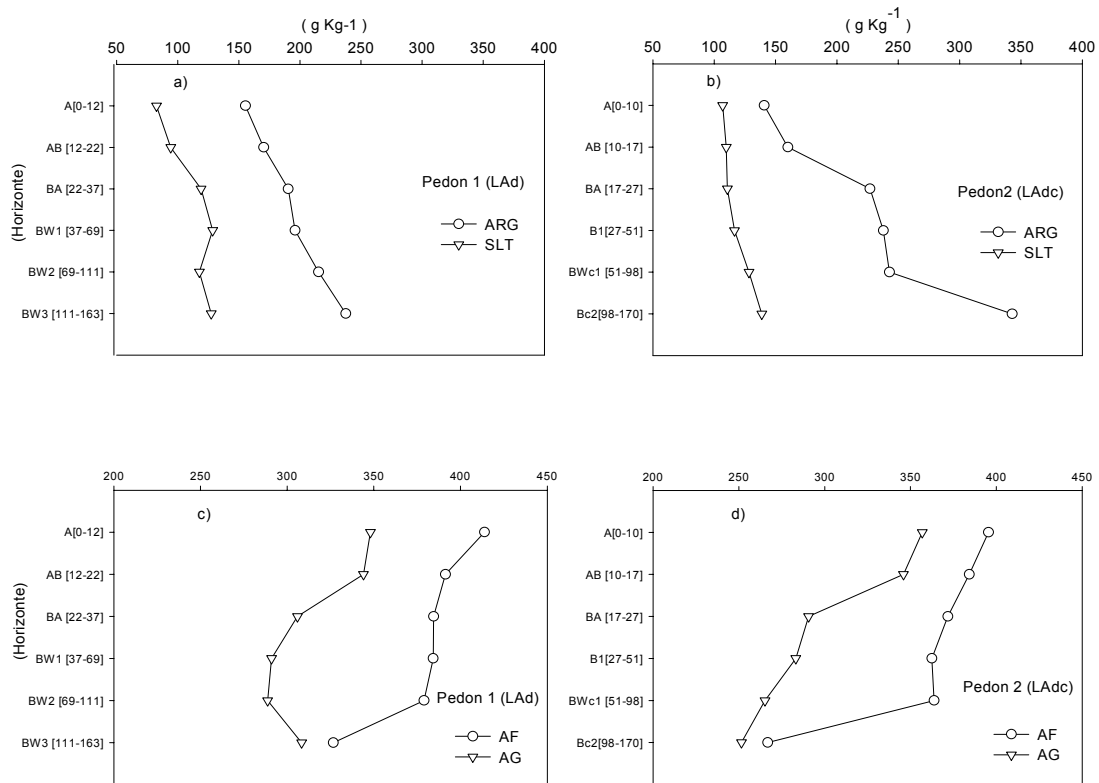 ( g Kg-1 )
50 100 150 200 250 300 350 400
a)
A[0-12]
AB [12-22]
BA [22-37]
BW1 [37-69]
BW2 [69-111]
BW3 [111-163]
(Horizonte)
Pedon 1 (LAd)
ARG
SLT
( g Kg-1 )
50 100 150 200 250 300 350 400
b)
A[0-10]
AB [10-17]
BA [17-27]
B1[27-51]
BWc1 [51-98]
Bc2[98-170]
Pedon2 (LAdc)
ARG
SLT
200 250 300 350 400 450
c)
A[0-12]
AB [12-22]
BA [22-37]
BW1 [37-69]
BW2 [69-111]
BW3 [111-163]
(Horizonte)
Pedon 1 (LAd)
AF
AG
200 250 300 350 400 450
d)
A[0-10]
AB [10-17]
BA [17-27]
B1[27-51]
BWc1 [51-98]
Bc2[98-170]
Pedon 2 (LAdc)
AF
AG